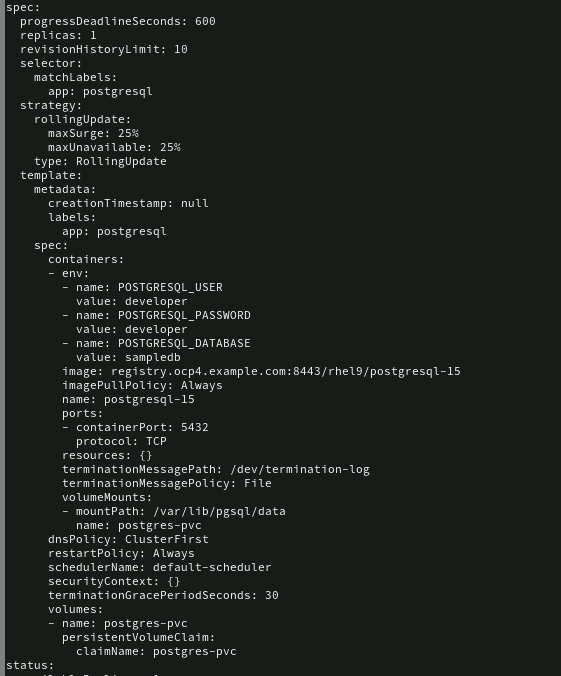 spec:
  progressDeadlineSeconds: 600
  replicas: 1
  revisionHistoryLimit: 10
  selector:
    matchLabels:
      app: postgresql
  strategy:
    rollingUpdate:
      maxSurge: 25%
      maxUnavailable: 25%
    type: RollingUpdate
  template:
    metadata:
      creationTimestamp: null
      labels:
        app: postgresql
    spec:
      containers:
      - env:
        - name: POSTGRESQL_USER
          value: developer
        - name: POSTGRESQL_PASSWORD
          value: developer
        - name: POSTGRESQL_DATABASE
          value: sampledb
        image: registry.ocp4.example.com:8443/rhel9/postgresql-15
        imagePullPolicy: Always
        name: postgresql-15
        ports:
        - containerPort: 5432
          protocol: TCP
        resources: {}
        terminationMessagePath: /dev/termination-log
        terminationMessagePolicy: File
        volumeMounts:
        - mountPath: /var/lib/pgsql/data
          name: postgres-pvc
      dnsPolicy: ClusterFirst
      restartPolicy: Always
      schedulerName: default-scheduler
      securityContext: {}
      terminationGracePeriodSeconds: 30
      volumes:
      - name: postgres-pvc
        persistentVolumeClaim:
          claimName: postgres-pvc
status: